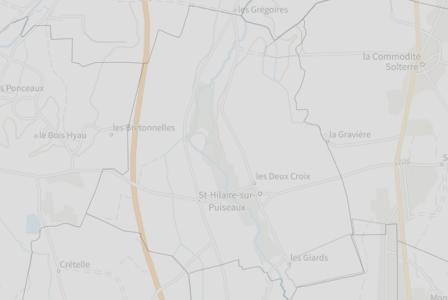 les Grégoires
la Commodité
Solterre
s Ponceaux
le Bois Hyau
les Bretonnelles
la Gravière
les Deux Croix
St-Hilaire-sur-
Puiseaux
Crételle
les Giards